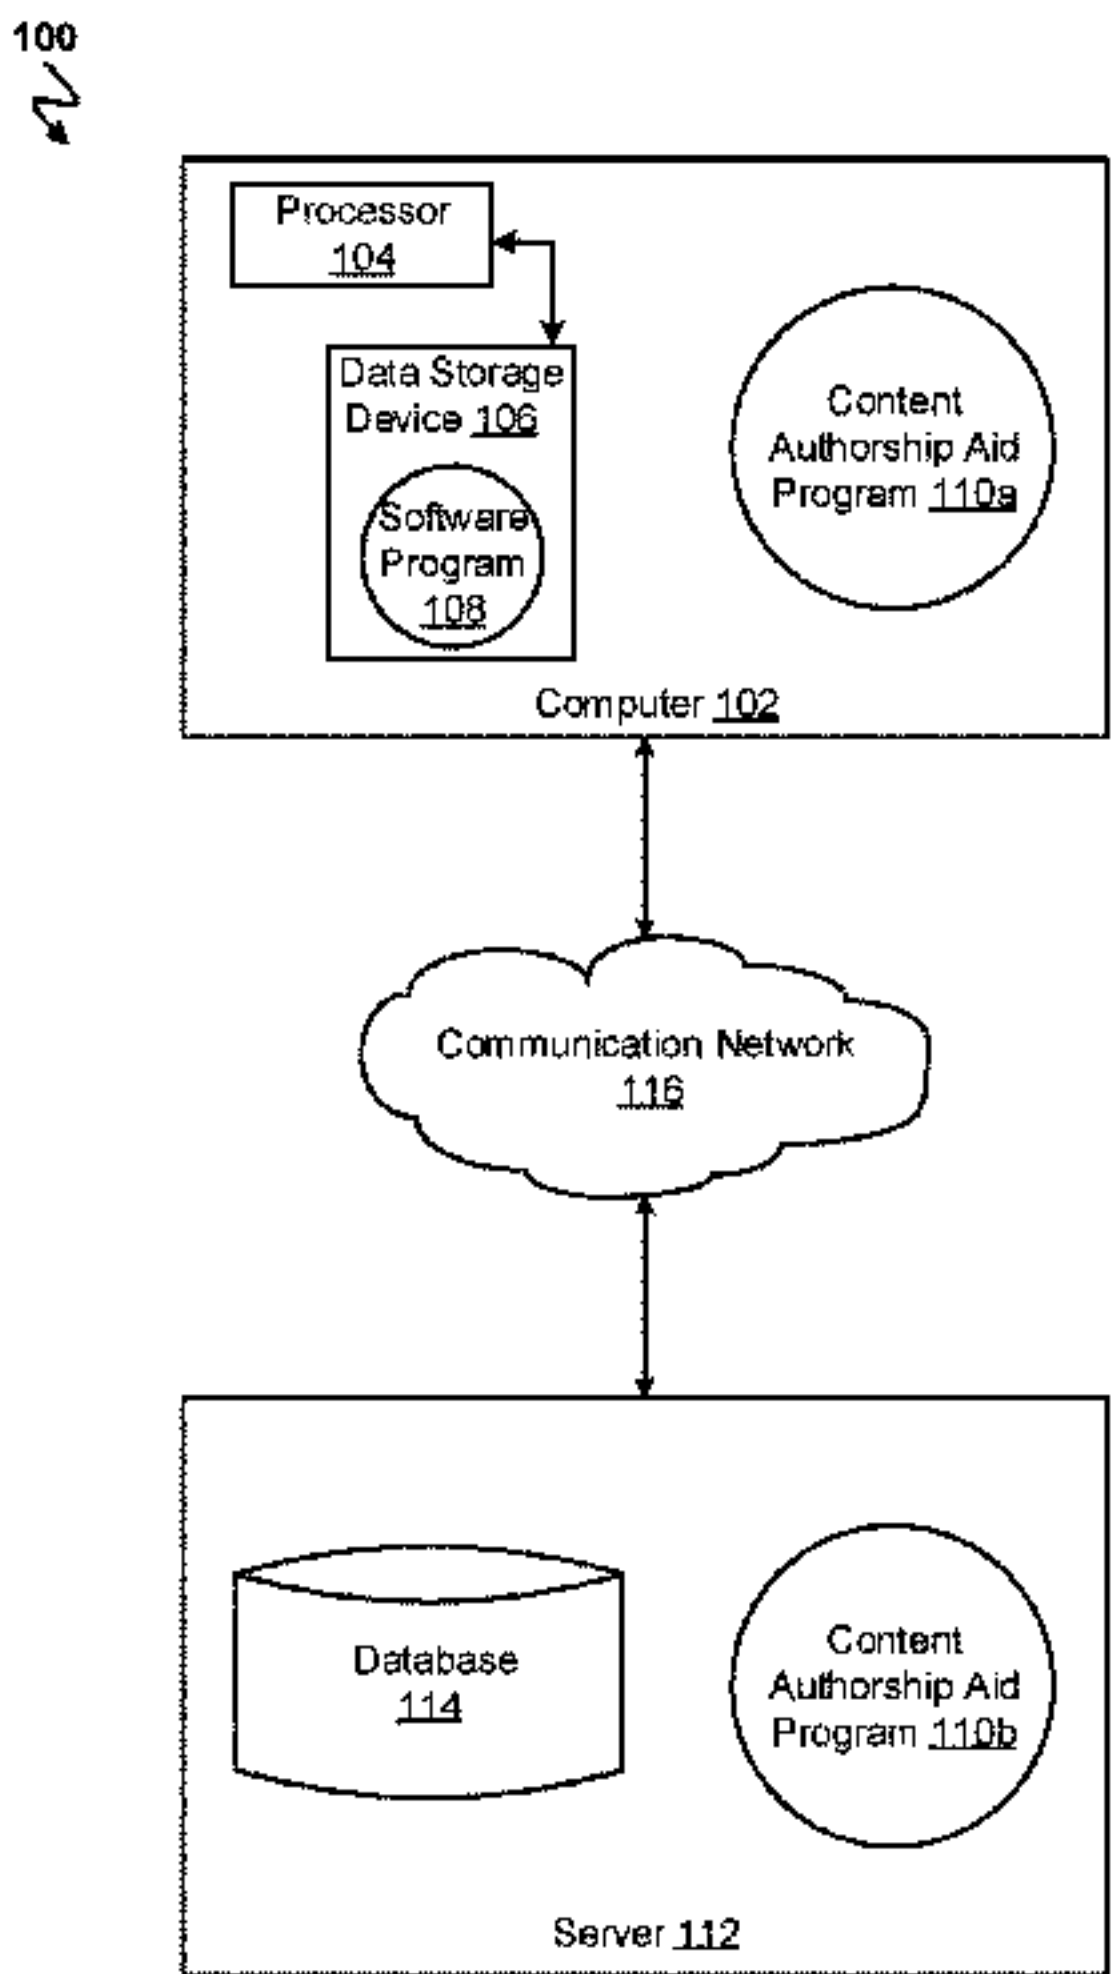 100
Processor
104
Data Storage
Device 106
Software
Program
108
Content
Authorship Aid
Program 110a
Computer 102
Communication Network
116
Database
114
Content
Authorship Aid
Program 110b
Server 112